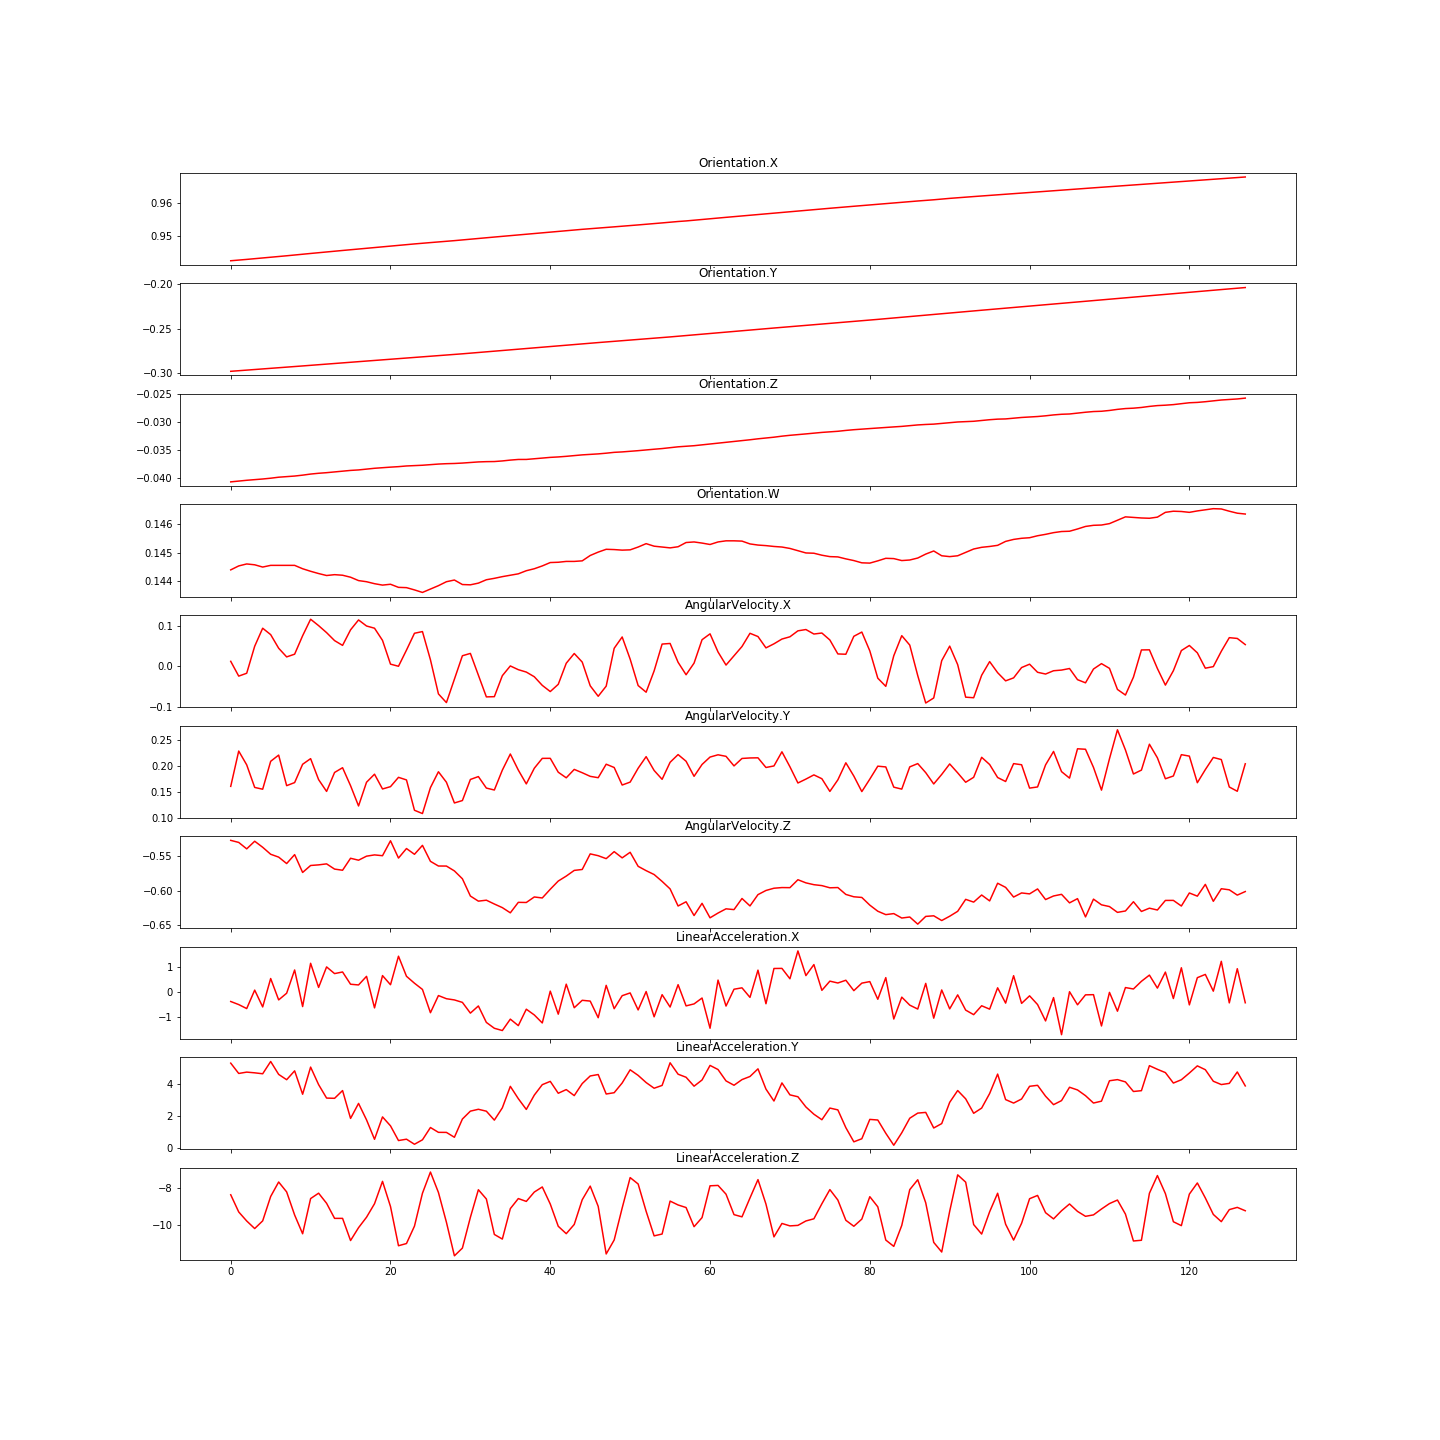 Orientation.X
0.96
0.95
Orientation.Y
−0.20
−0.25
−0.30
Orientation.Z
−0.025
−0.030
−0.035
−0.040
Orientation.W
0.146
0.145
0.144
AngularVelocity.X
0.1
0.0
−0.1
AngularVelocity.Y
0.25
0.20
0.15
0.10
AngularVelocity.Z
−0.55
−0.60
−0.65
LinearAcceleration.X
1
0
−1
LinearAcceleration.Y
4
2
0
LinearAcceleration.Z
−8
−10
0 20 40 60 80 100 120